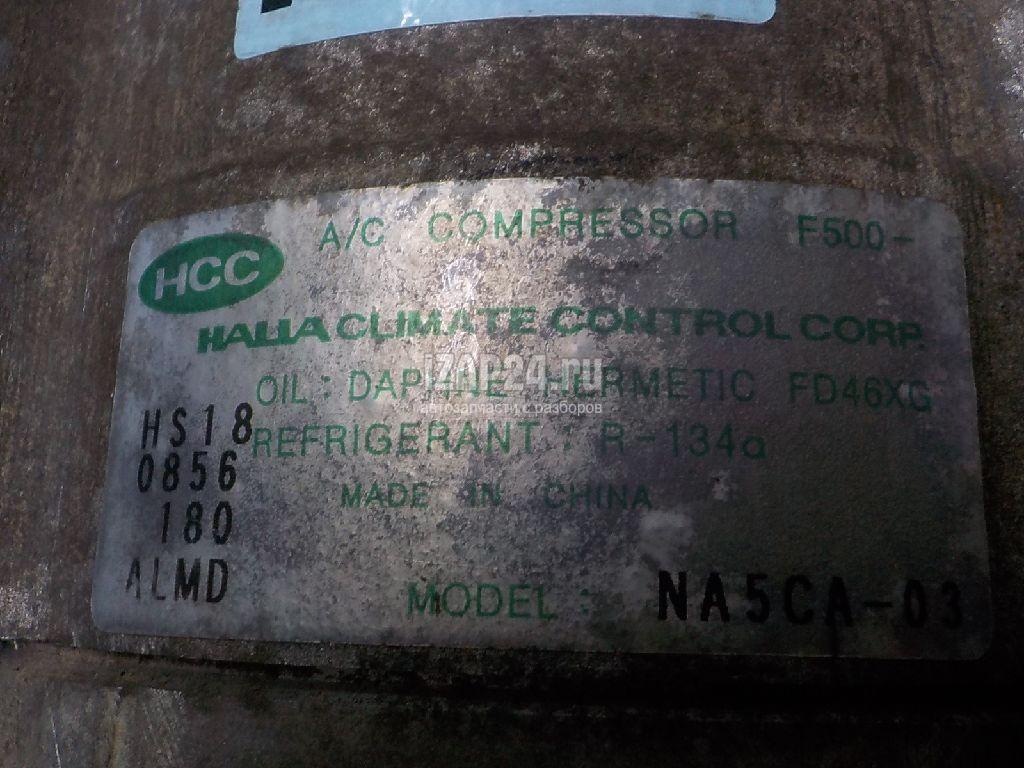 A/C COMPRESSOR F500-
HCC
HALLA CLIMATE CONTROL CORP.
OIL : DAPHNE HERMETIC FD46XG
REFRIGERANT : R-134a
MADE IN CHINA
HS18
0856
180
ALMD
MODEL : NA5CA-03
IZAP24.ru
автозапчасти с разборов